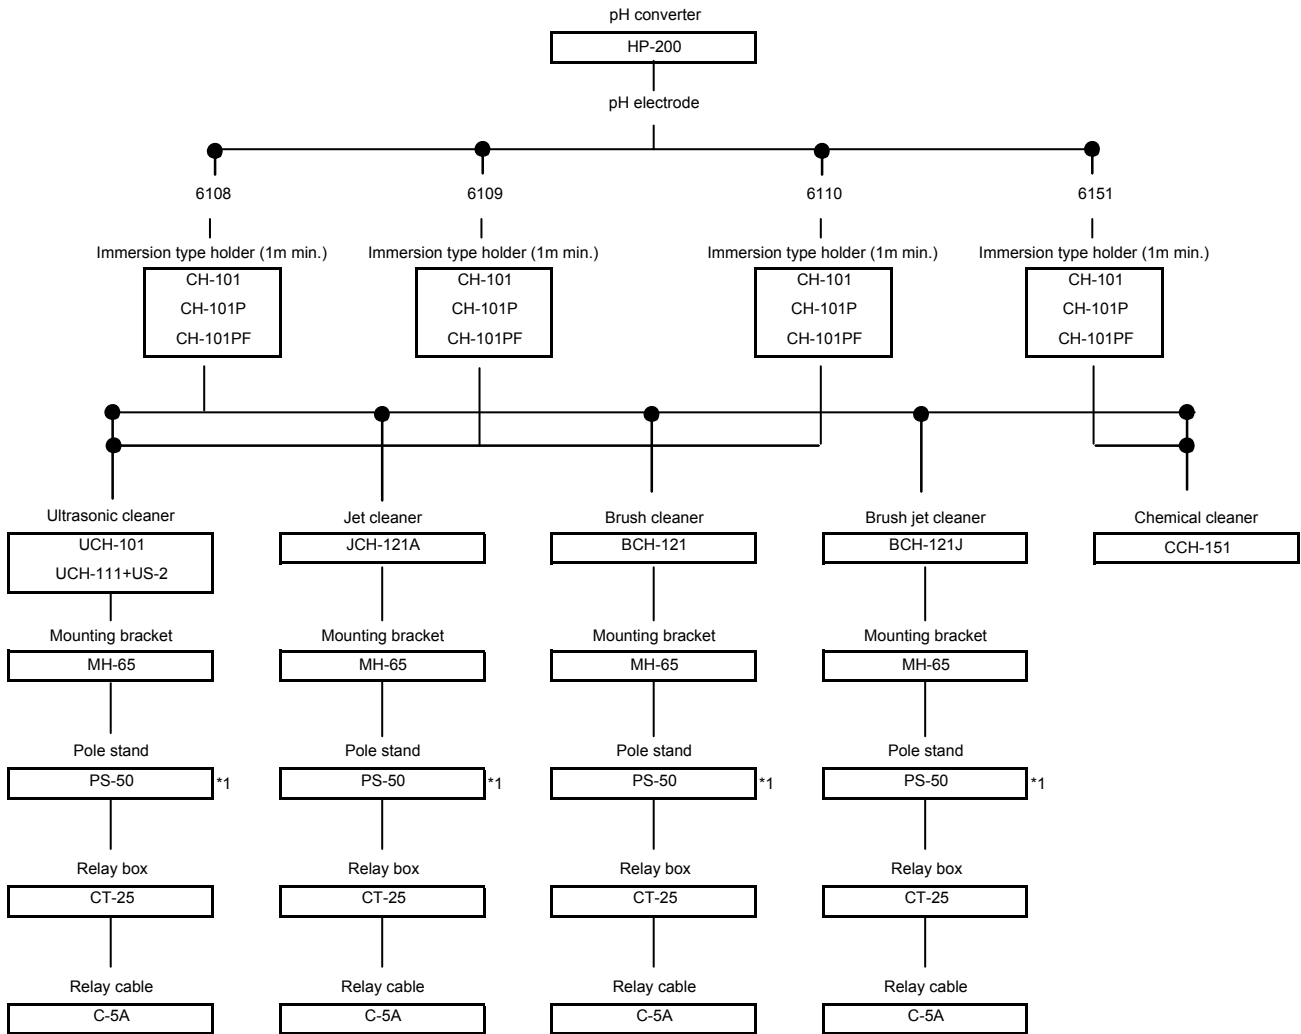 pH converter
HP-200
pH electrode
6108 6109 6110 6151
Immersion type holder (1m min.) Immersion type holder (1m min.) Immersion type holder (1m min.) Immersion type holder (1m min.)
CH-101 CH-101 CH-101 CH-101
CH-101P CH-101P CH-101P CH-101P
CH-101PF CH-101PF CH-101PF CH-101PF
Ultrasonic cleaner Jet cleaner Brush cleaner Brush jet cleaner Chemical cleaner
UCH-101 JCH-121A BCH-121 BCH-121J CCH-151
UCH-111+US-2
Mounting bracket Mounting bracket Mounting bracket Mounting bracket
MH-65 MH-65 MH-65 MH-65
Pole stand Pole stand Pole stand Pole stand
PS-50 *1 PS-50 *1 PS-50 *1 PS-50 *1
Relay box Relay box Relay box Relay box
CT-25 CT-25 CT-25 CT-25
Relay cable Relay cable Relay cable Relay cable
C-5A C-5A C-5A C-5A